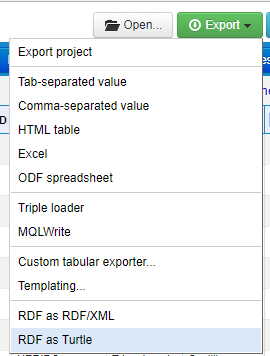 Open...
Export
Export project
Tab-separated value
Comma-separated value
HTML table
Excel
ODF spreadsheet
Triple loader
MQLWrite
Custom tabular exporter...
Templating...
RDF as RDF/XML
RDF as Turtle